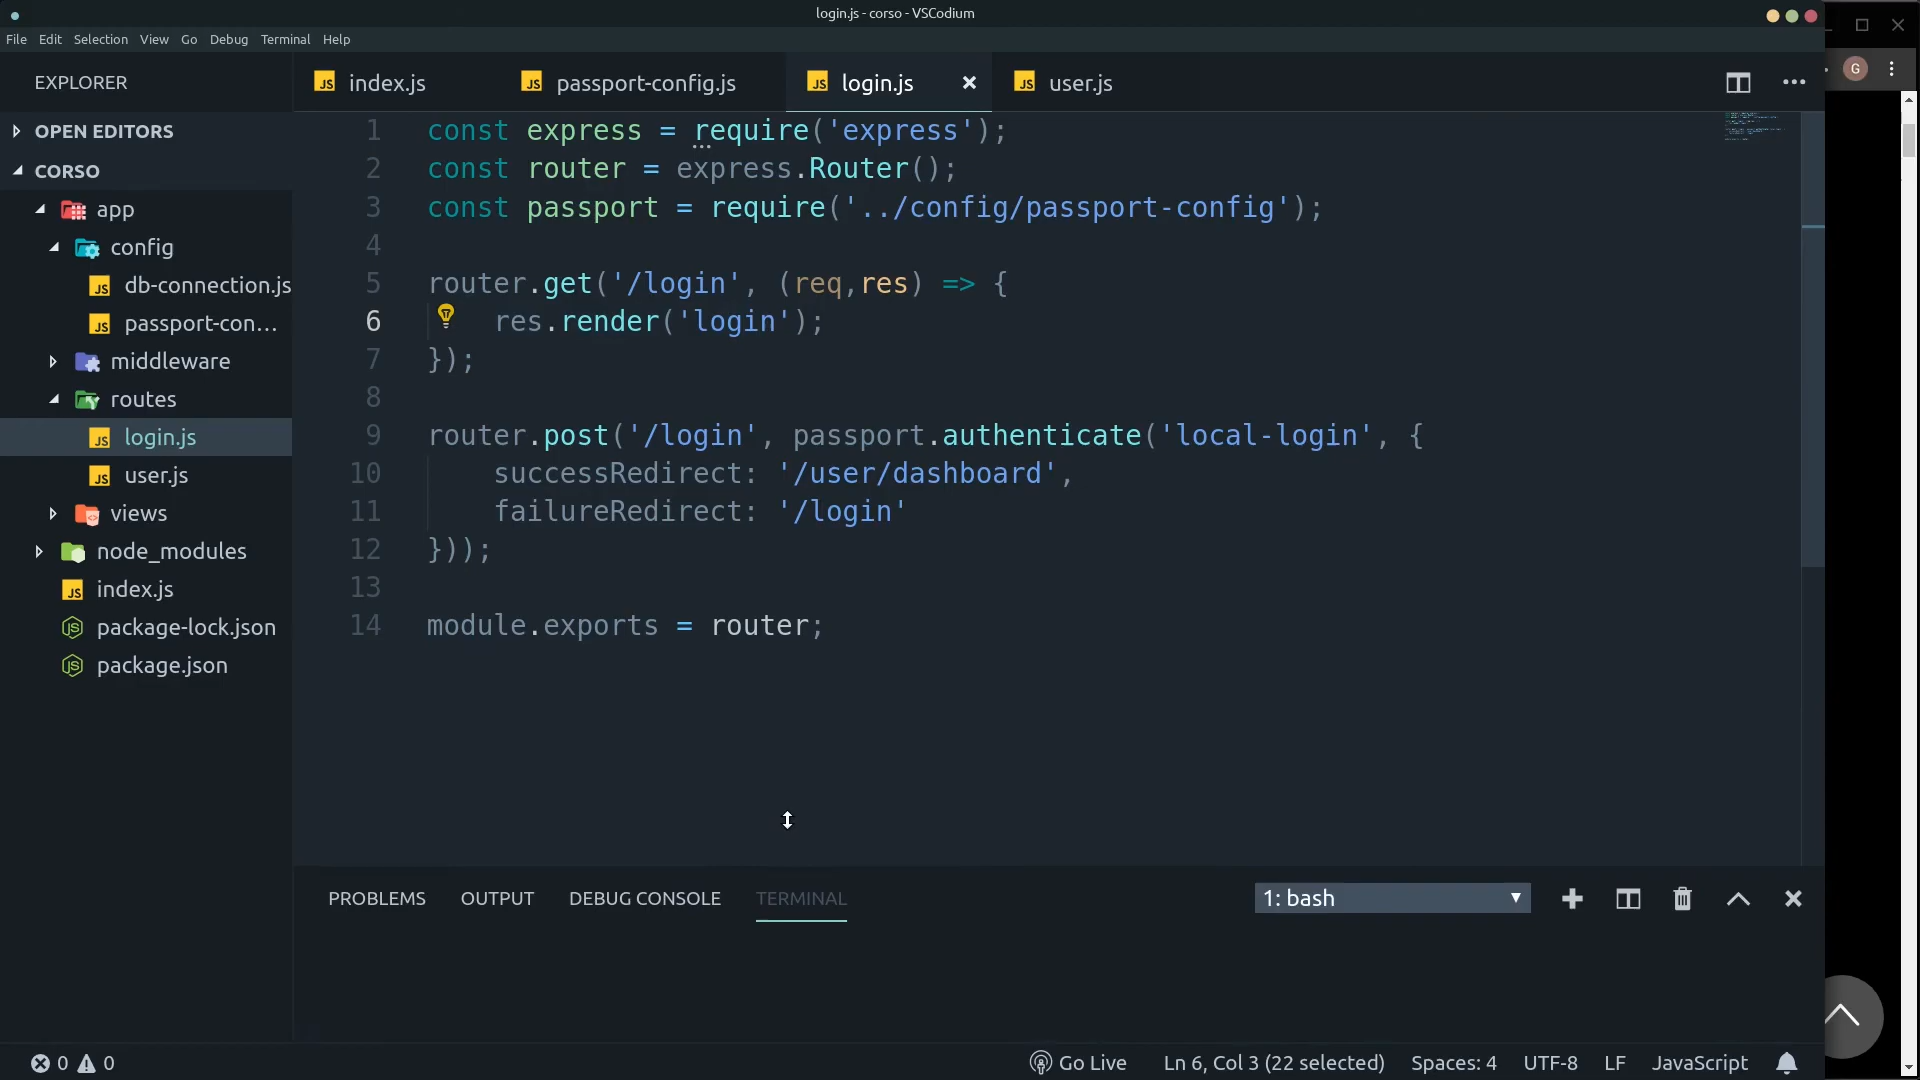 login.js - corso - VSCodium
File Edit Selection View Go Debug Terminal Help
EXPLORER
OPEN EDITORS
CORSO
app
config
db-connection.js
passport-con...
middleware
routes
login.js
user.js
views
node_modules
index.js
package-lock.json
package.json
JS index.js JS passport-config.js JS login.js × JS user.js
G
1 const express = require('express');
2 const router = express.Router();
3 const passport = require('../config/passport-config');
4
5 router.get('/login', (req,res) => {
6 res.render('login');
7 });
8
9 router.post('/login', passport.authenticate('local-login', {
10 successRedirect: '/user/dashboard',
11 failureRedirect: '/login'
12 }));
13
14 module.exports = router;
PROBLEMS OUTPUT DEBUG CONSOLE TERMINAL 1: bash
0 0 Go Live Ln 6, Col 3 (22 selected) Spaces: 4 UTF-8 LF JavaScript